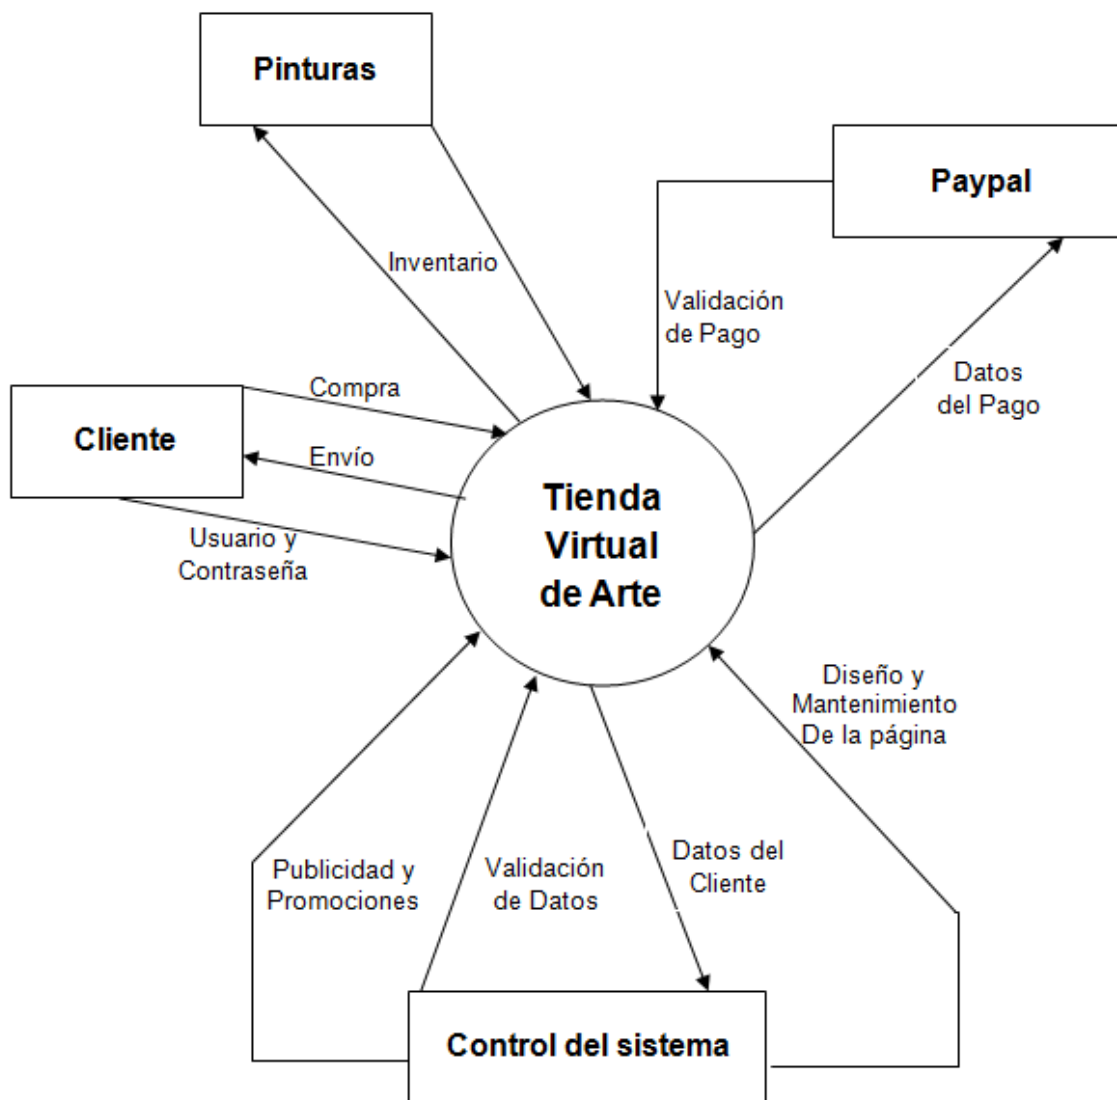 Pinturas
Paypal
Inventario
Validación
de Pago
Datos
del Pago
Compra
Cliente
Envío
Usuario y
Contraseña
Tienda
Virtual
de Arte
Diseño y
Mantenimiento
De la página
Publicidad y
Promociones
Validación
de Datos
Datos del
Cliente
Control del sistema